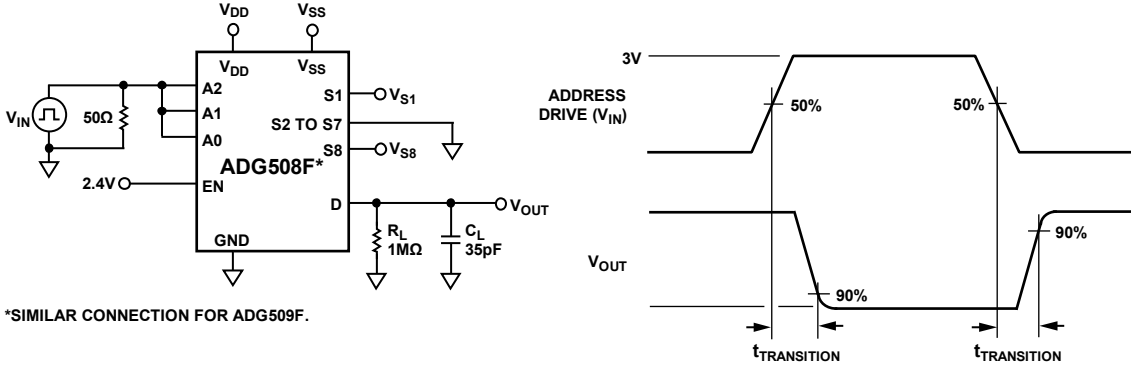 VDD
VSS
VDD
VSS
A2
A1
A0
VIN
50Ω
S1
VS1
S2 TO S7
S8
VS8
ADG508F*
2.4V
EN
D
VOUT
GND
RL
1MΩ
CL
35pF
*SIMILAR CONNECTION FOR ADG509F.
3V
ADDRESS
DRIVE (VIN)
50%
50%
VOUT
90%
90%
tTRANSITION
tTRANSITION